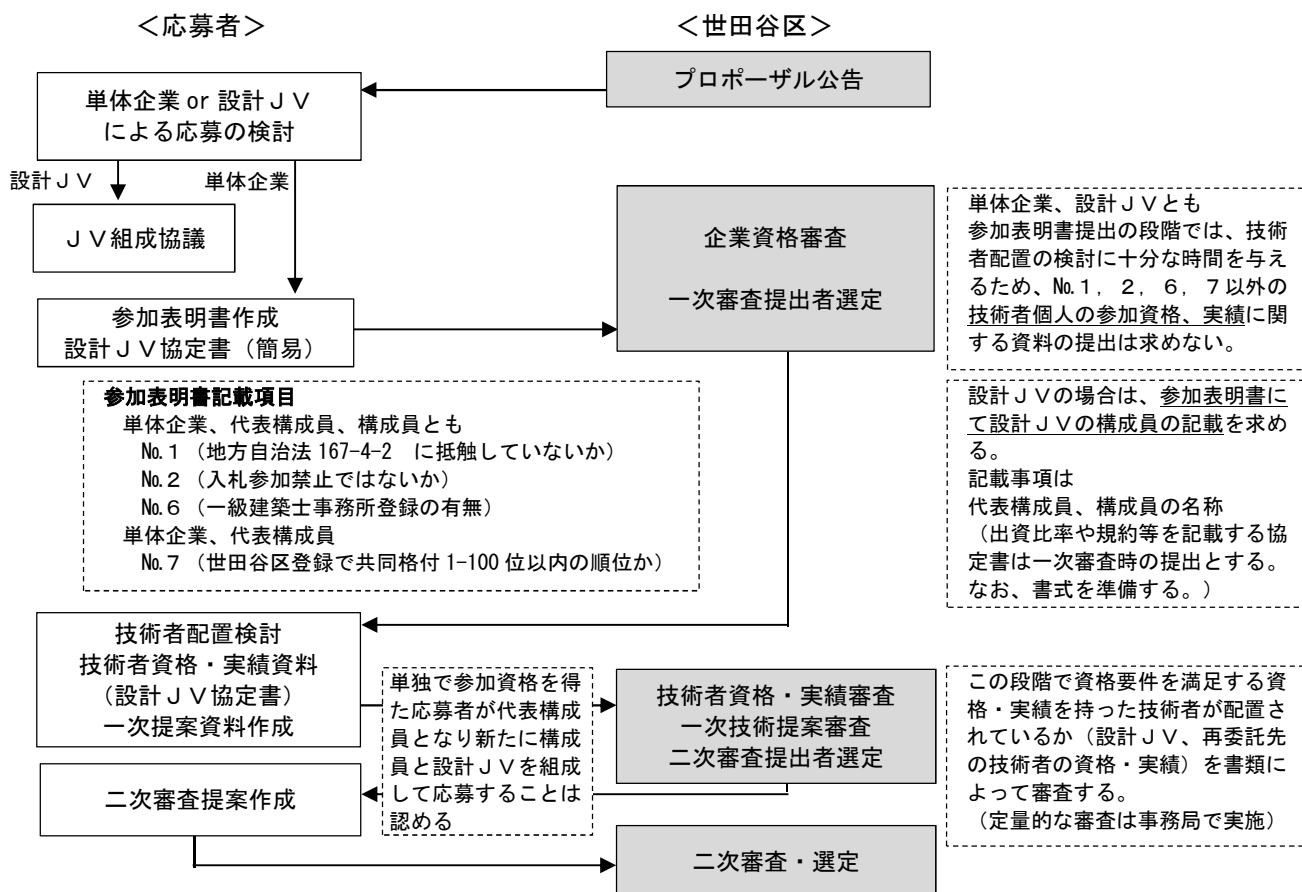 ＜応募者＞
＜世田谷区＞
プロポーザル公告
単体企業 or 設計ＪＶ
による応募の検討
設計ＪＶ
単体企業
ＪＶ組成協議
企業資格審査
一次審査提出者選定
単体企業、設計ＪＶとも
参加表明書提出の段階では、技術
者配置の検討に十分な時間を与え
るため、№１，２，６，７以外の
技術者個人の参加資格、実績に関
する資料の提出は求めない。
参加表明書作成
設計ＪＶ協定書（簡易）
参加表明書記載項目
単体企業、代表構成員、構成員とも
№１（地方自治法 167-4-2　に抵触していないか）
№２（入札参加禁止ではないか）
№６（一級建築士事務所登録の有無）
単体企業、代表構成員
№７（世田谷区登録で共同格付 1-100 位以内の順位か）
設計ＪＶの場合は、参加表明書に
て設計ＪＶの構成員の記載を求め
る。
記載事項は
代表構成員、構成員の名称
（出資比率や規約等を記載する協
定書は一次審査時の提出とする。
なお、書式を準備する。）
技術者配置検討
技術者資格・実績資料
（設計ＪＶ協定書）
一次提案資料作成
単独で参加資格を得
た応募者が代表構成
員となり新たに構成
員と設計ＪＶを組成
して応募することは
認める
技術者資格・実績審査
一次技術提案審査
二次審査提出者選定
この段階で資格要件を満足する資
格・実績を持った技術者が配置さ
れているか（設計ＪＶ、再委託先
の技術者の資格・実績）を書類に
よって審査する。
（定量的な審査は事務局で実施）
二次審査提案作成
二次審査・選定